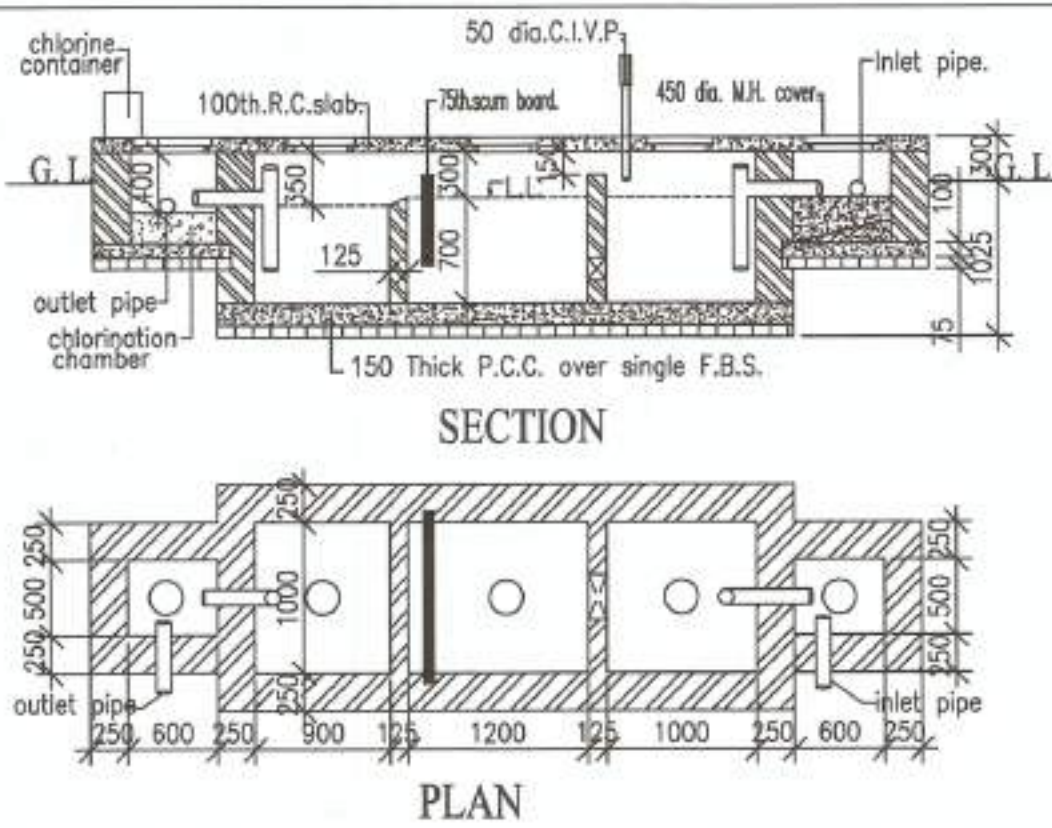 chlorine
container
50 dia.C.I.V.P
Inlet pipe.
100th.R.C.slab.
75th.scum board.
450 dia. M.H. cover
G. L.
400
350
300
15
L.L.
300
G. L
100
1025
75
125
700
outlet pipe
chlorination
chamber
150 Thick P.C.C. over single F.B.S.
SECTION
250
500
250
250
1000
250
250
500
250
outlet pipe
inlet pipe
250 600 250 900 125 1200 125 1000 250 600 250
PLAN